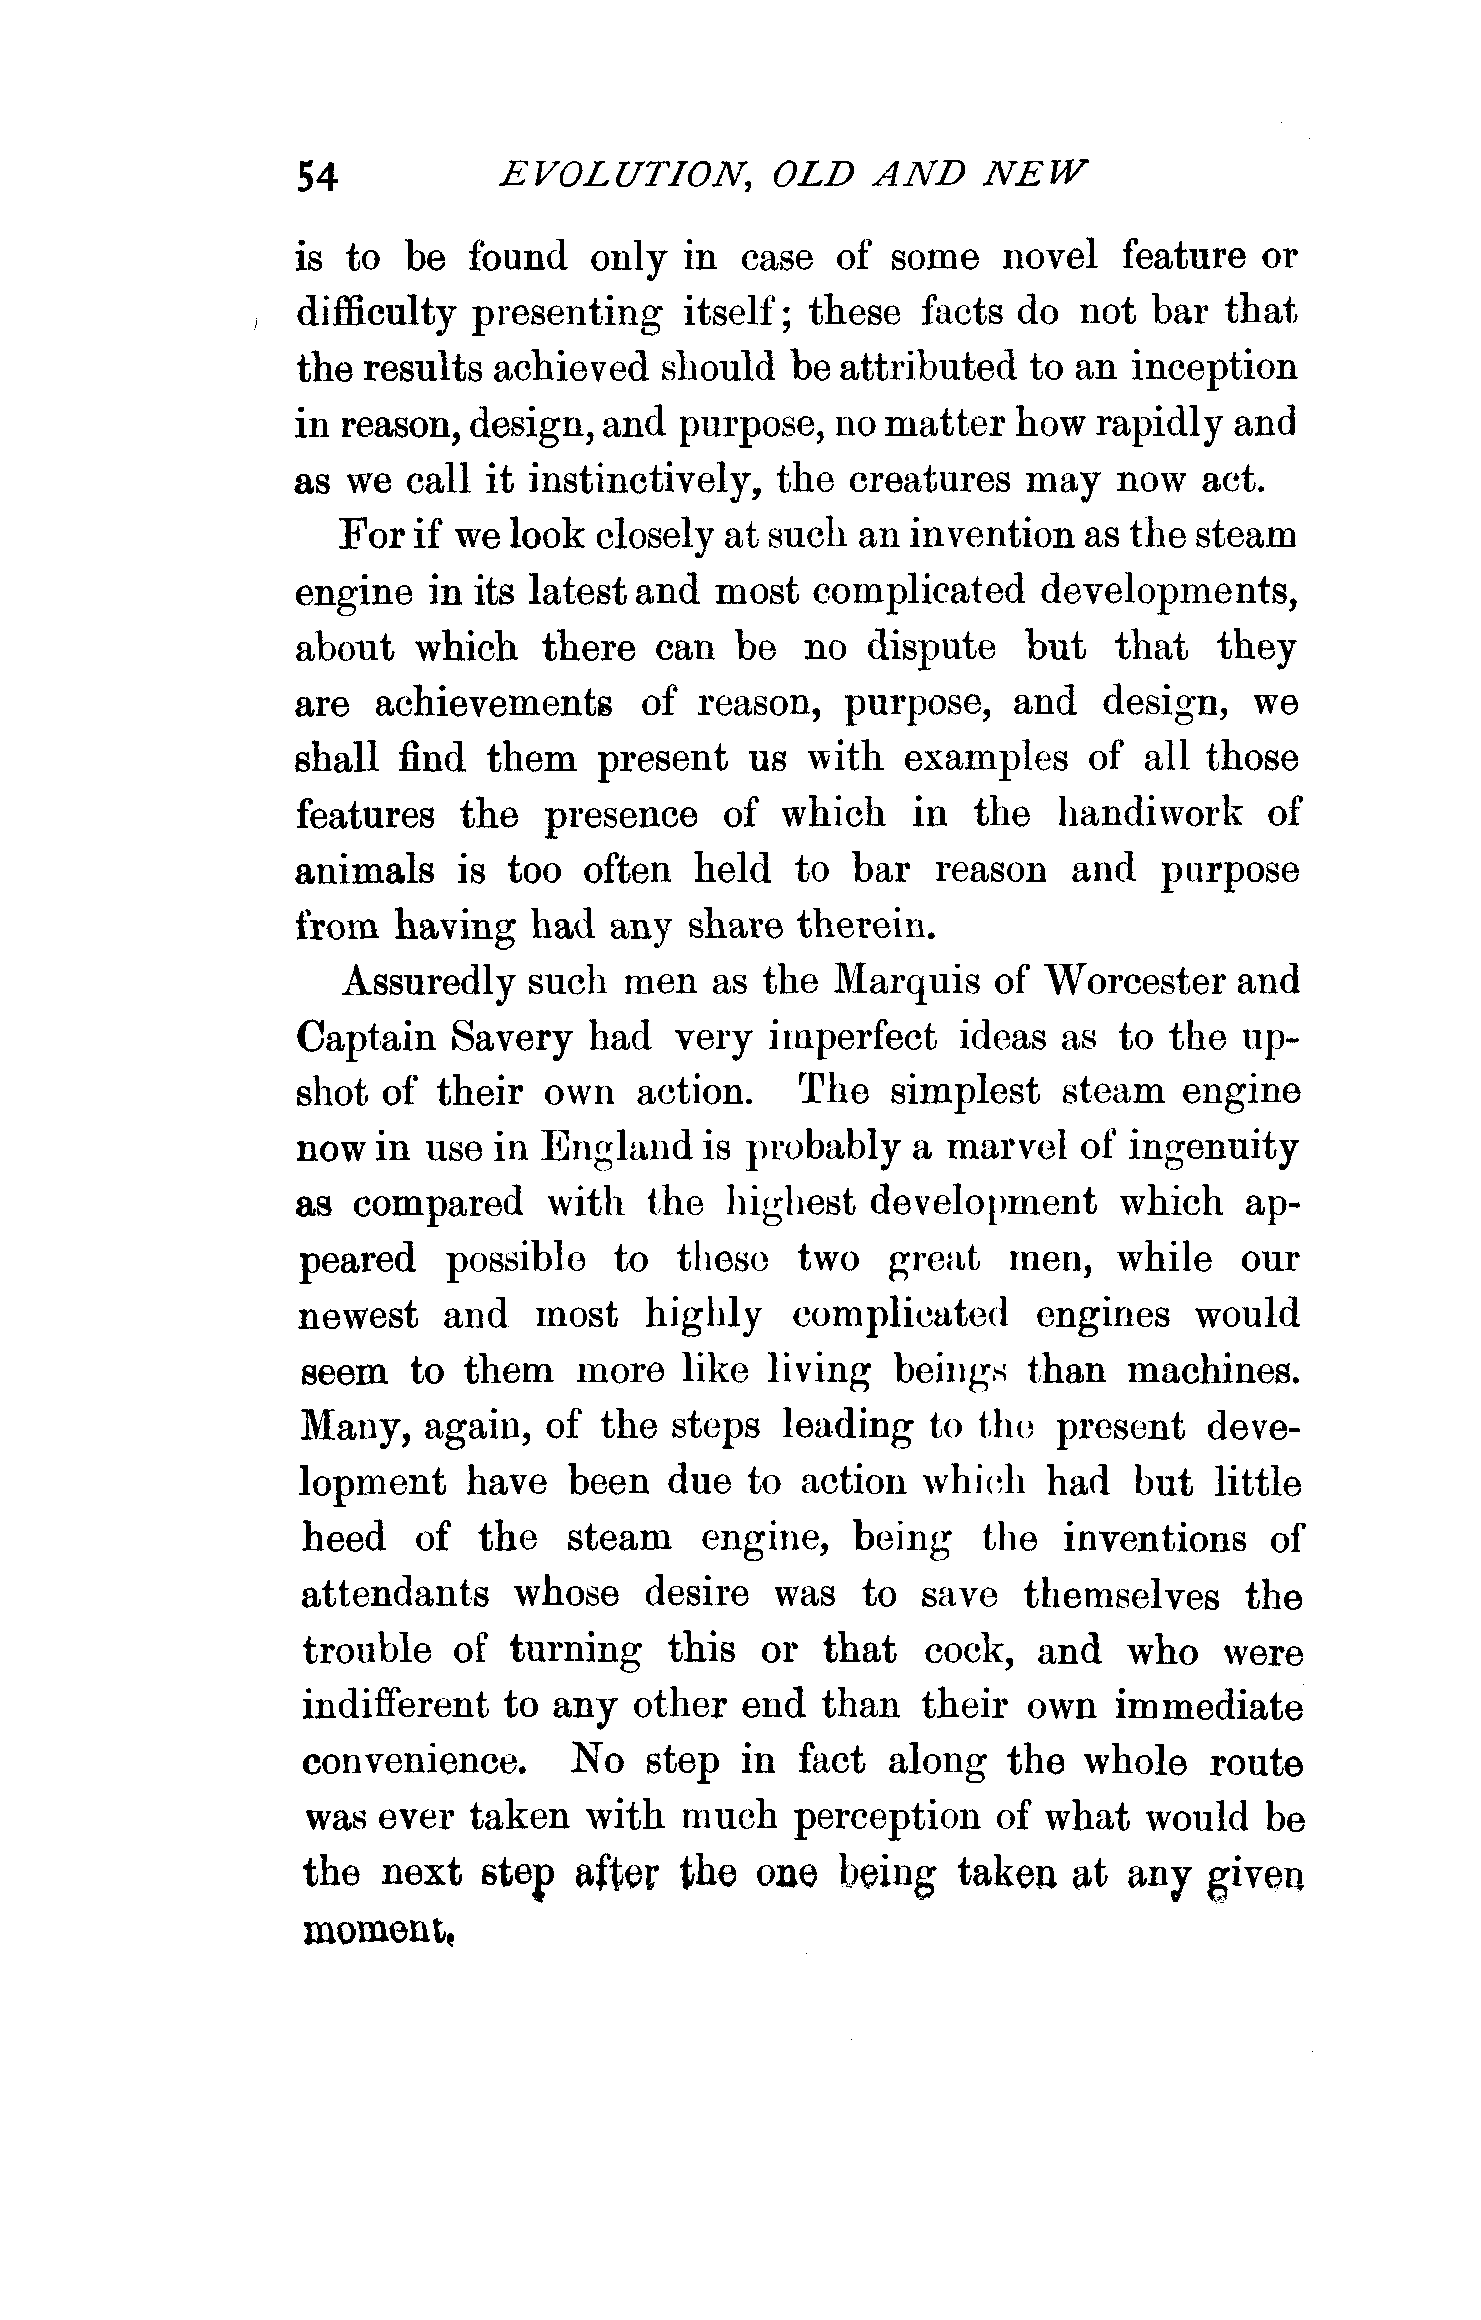 54 EVOLUTION, OLD AND NEW
is to be found only in case of some novel feature or
difficulty presenting itself; these facts do not bar that
the results achieved should be attributed to an inception
in reason, design, and purpose, no matter how rapidly and
as we call it instinctively, the creatures may now act.
For if we look closely at such an invention as the steam
engine in its latest and most complicated developments,
about which there can be no dispute but that they
are achievements of reason, purpose, and design, we
shall find them present us with examples of all those
features the presence of which in the handiwork of
animals is too often held to bar reason and purpose
from having had any share therein.
Assuredly such men as the Marquis of Worcester and
Captain Savery had very imperfect ideas as to the up-
shot of their own action. The simplest steam engine
now in use in England is probably a marvel of ingenuity
as compared with the highest development which ap-
peared possible to these two great men, while our
newest and most highly complicated engines would
seem to them more like living beings than machines.
Many, again, of the steps leading to the present deve-
lopment have been due to action which had but little
heed of the steam engine, being the inventions of
attendants whose desire was to save themselves the
trouble of turning this or that cock, and who were
indifferent to any other end than their own immediate
convenience. No step in fact along the whole route
was ever taken with much perception of what would be
the next step after the one being taken at any given
moment.